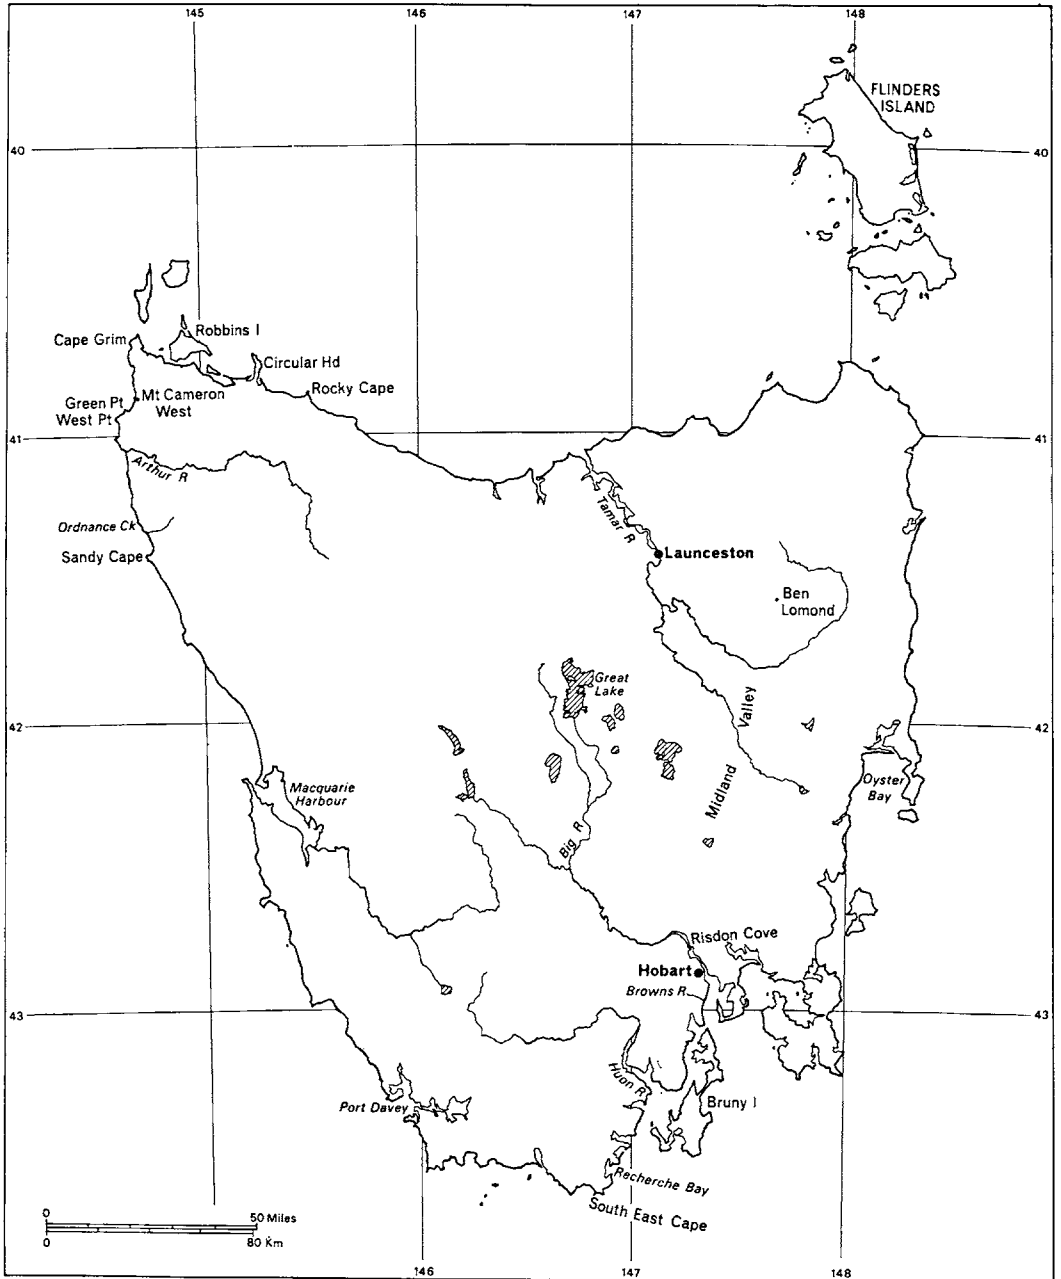 145
146
147
148
FLINDERS
ISLAND
40
40
Cape Grim
Robbins I
Circular Hd
Rocky Cape
Mt Cameron
West
Green Pt
West Pt
41
41
Arthur R
Ordnance Ck
Sandy Cape
Tamar R
Launceston
Ben
Lomond
Great
Lake
Valley
Midland
42
42
Macquarie
Harbour
Oyster
Bay
Big R
Risdon Cove
Hobart
Browns R
43
43
Huon R
Port Davey
Bruny I
Recherche Bay
South East Cape
0
50 Miles
0
80 Km
146
147
148